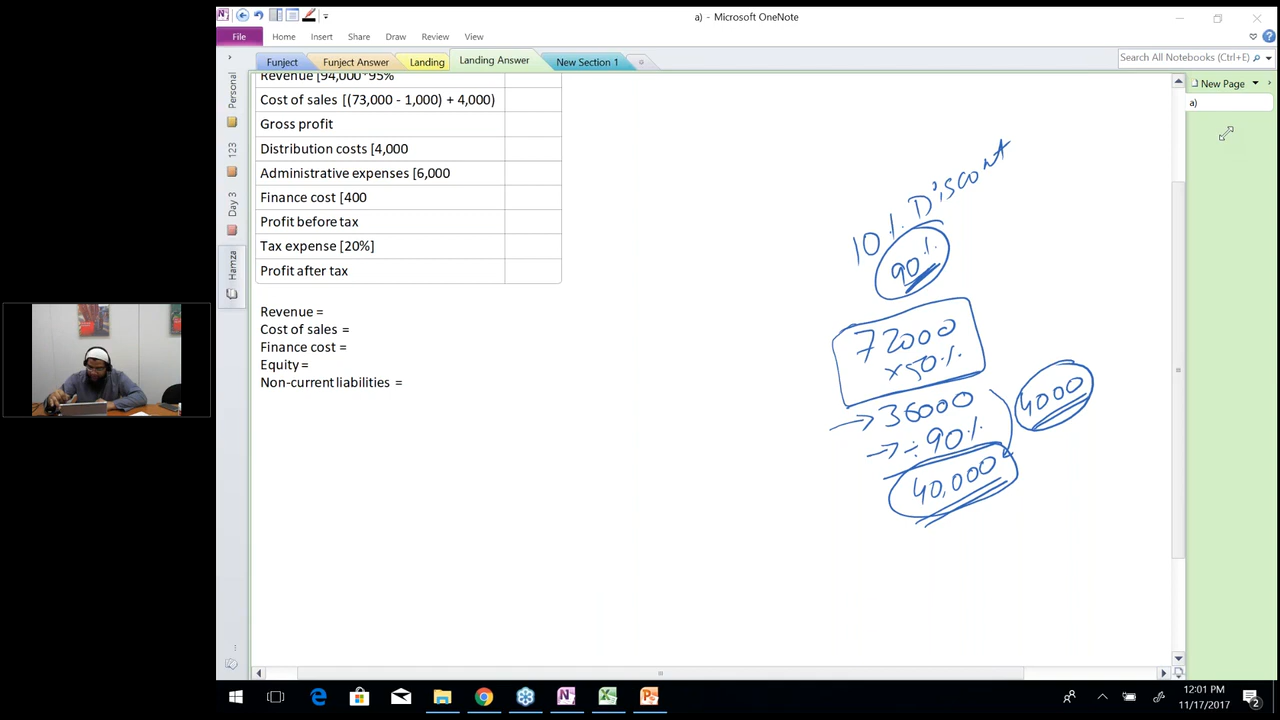 a) - Microsoft OneNote
File Home Insert Share Draw Review View
Funject Funject Answer Landing Landing Answer New Section 1
Search All Notebooks (Ctrl+E)
New Page
a)
Personal
123
Day 3
Hamza
Revenue [94,000*95%
Cost of sales [(73,000 - 1,000) + 4,000)
Gross profit
Distribution costs [4,000
Administrative expenses [6,000
Finance cost [400
Profit before tax
Tax expense [20%]
Profit after tax
Revenue =
Cost of sales =
Finance cost =
Equity =
Non-current liabilities =
10%. Discount
90%
72000
x50%
→36000
→÷90%
40,000
4000
12:01 PM
11/17/2017
2